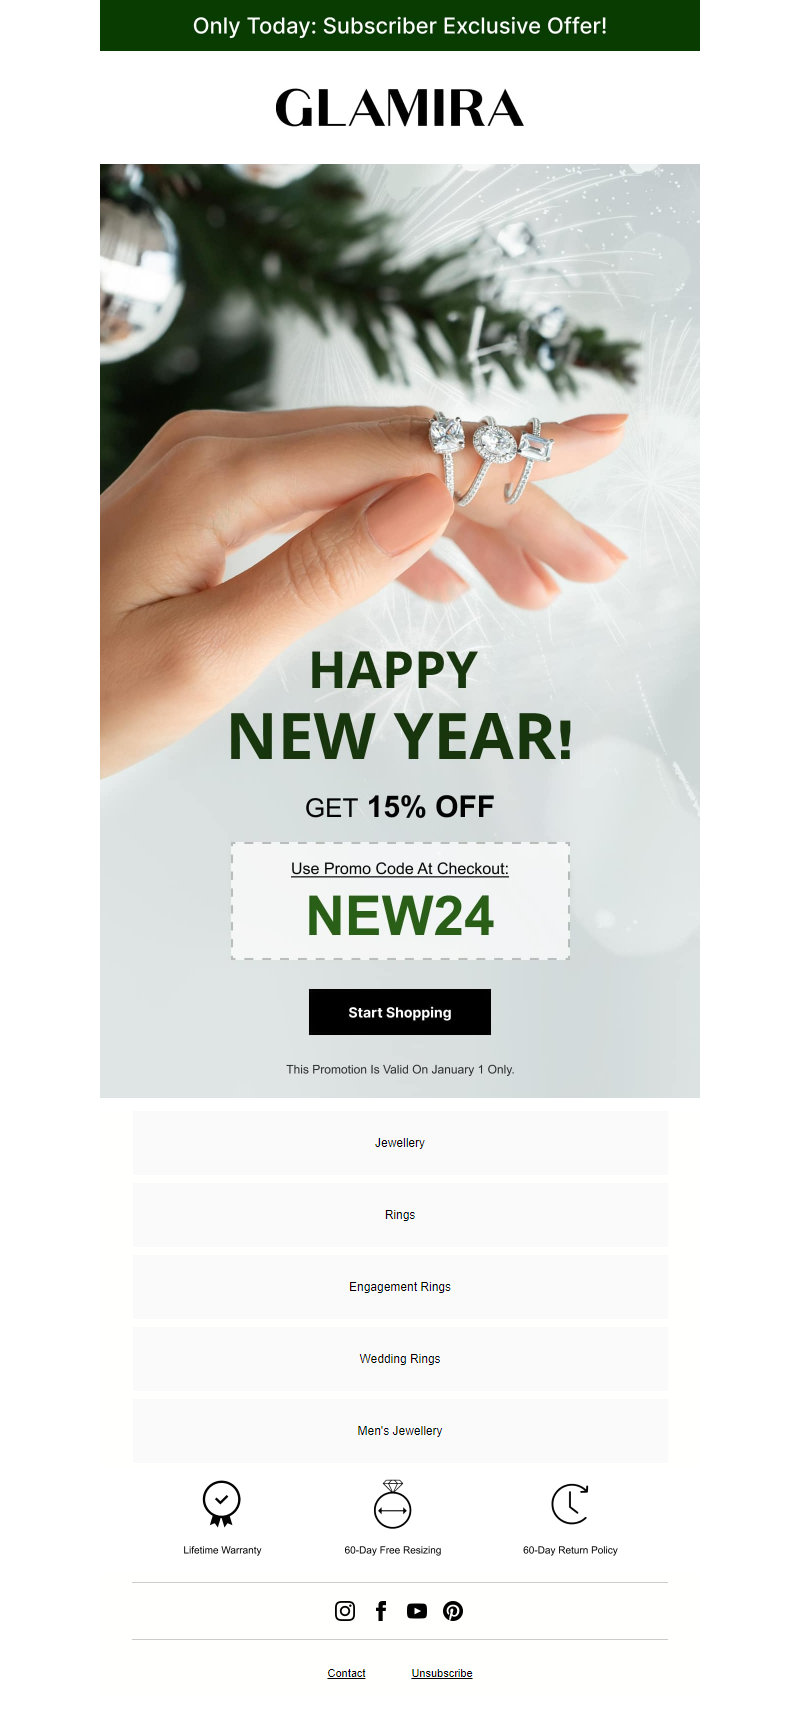 Only Today: Subscriber Exclusive Offer!
GLAMIRA
HAPPY
NEW YEAR!
GET 15% OFF
Use Promo Code At Checkout:
NEW24
Start Shopping
This Promotion Is Valid On January 1 Only.
Jewellery
Rings
Engagement Rings
Wedding Rings
Men's Jewellery
Lifetime Warranty
60-Day Free Resizing
60-Day Return Policy
Contact
Unsubscribe